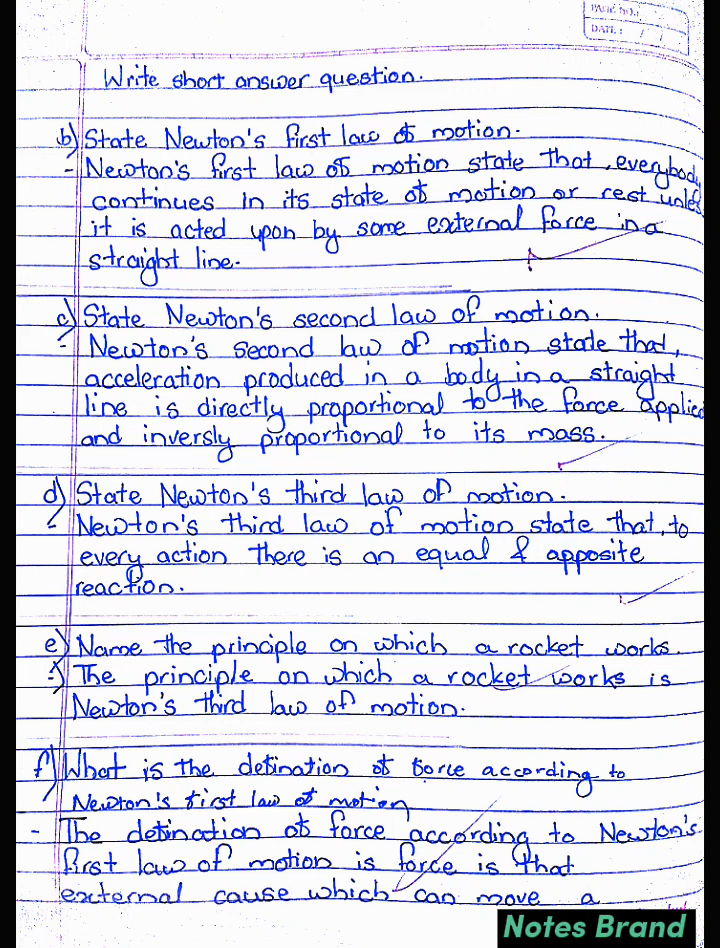 PAGE NO.:
DATE: / /
Write short answer question.
b) State Newton's first law of motion.
- Newton's first law of motion state that, everybody
continues in its state of motion or rest unles
it is acted upon by some external force in a
straight line.
c) State Newton's second law of motion.
- Newton's second law of motion state that,
acceleration produced in a body in a straight
line is directly proportional to the force applied
and inversly proportional to its mass.
d) State Newton's third law of motion.
- Newton's third law of motion state that, to
every action there is an equal & apposite
reaction.
e) Name the principle on which a rocket works.
-) The principle on which a rocket works is
Newton's third law of motion.
f) What is the defination of force according to
Newton's first law of motion
- The defination of force according to Newton's
first law of motion is force is that
external cause which can move a
Notes Brand